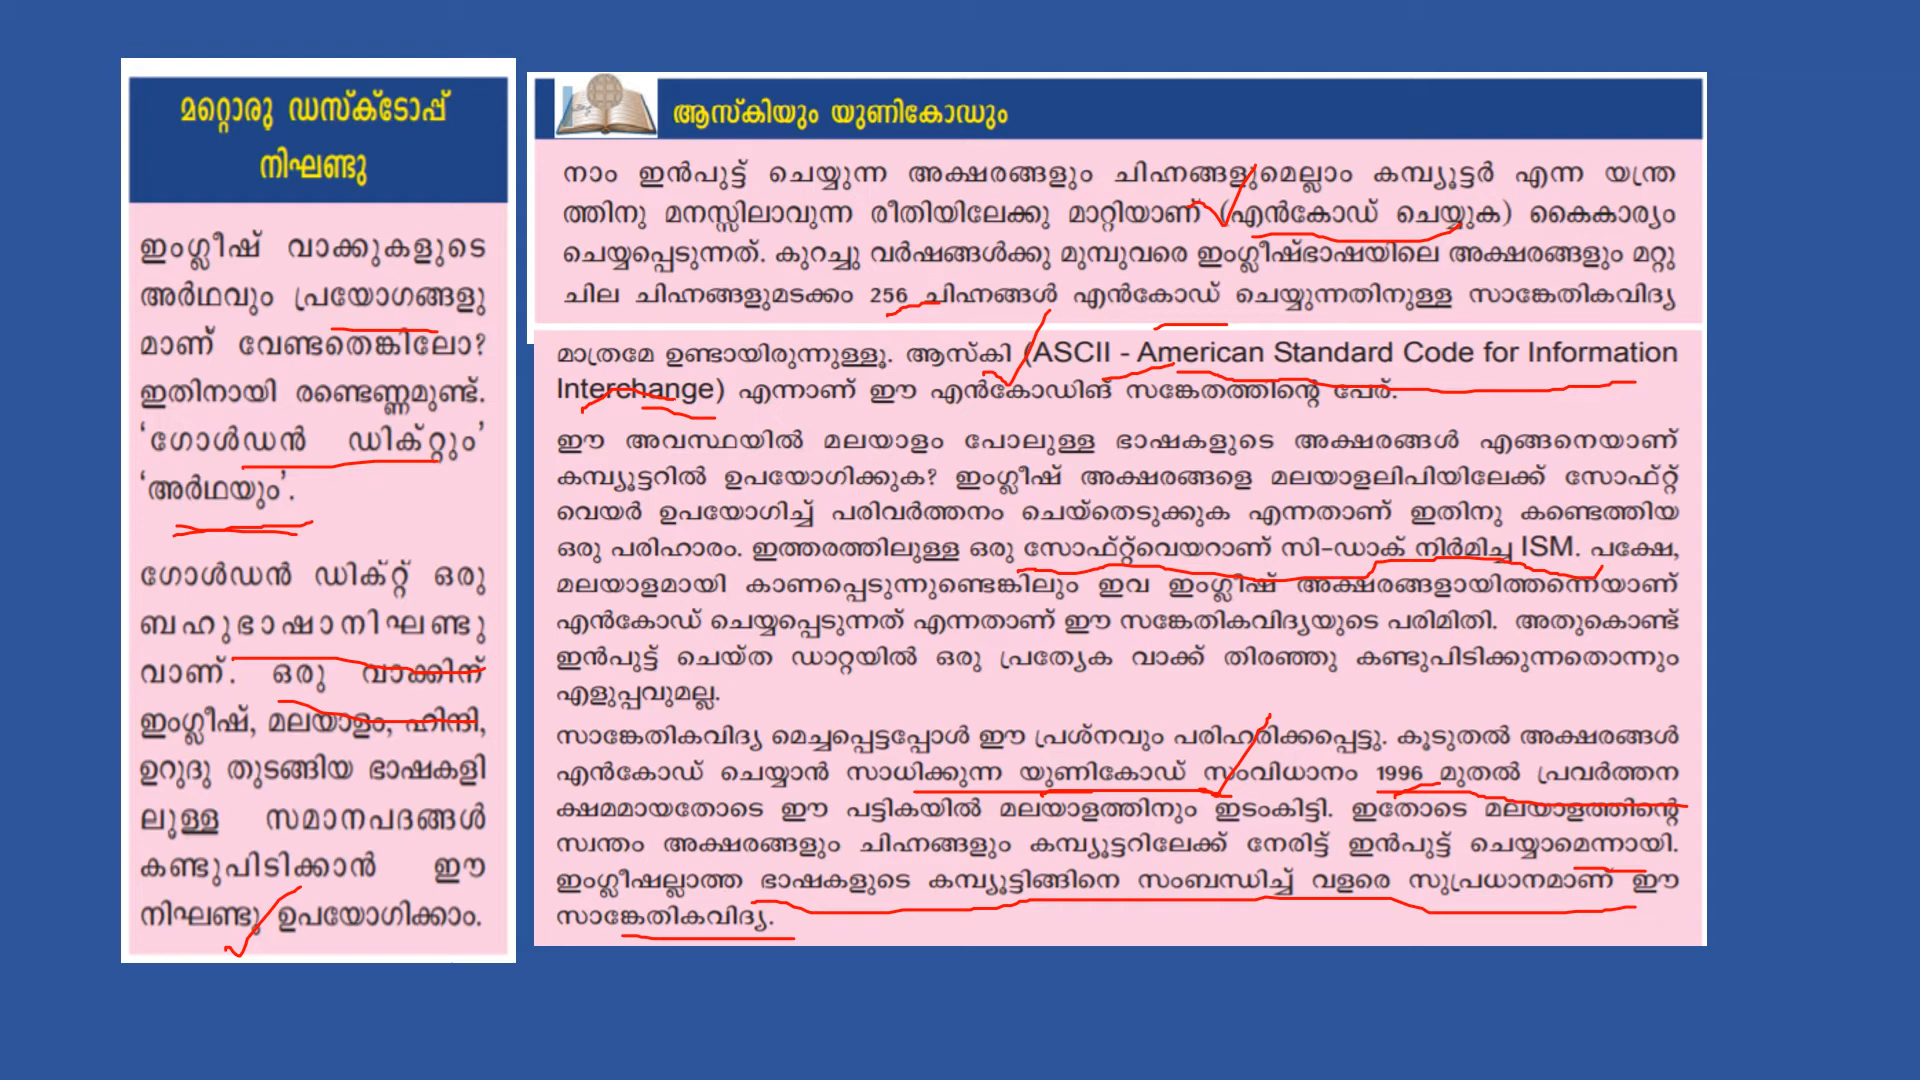 മറ്റൊരു ഡസ്ക്ടോപ്പ്
നിഘണ്ടു
ഇംഗ്ലീഷ് വാക്കുകളുടെ
അർഥവും പ്രയോഗങ്ങളു
മാണ് വേണ്ടതെങ്കിലോ?
ഇതിനായി രണ്ടെണ്ണമുണ്ട്.
‘ഗോൾഡൻ ഡിക്റ്റും’
‘അർഥയും’.
ഗോൾഡൻ ഡിക്റ്റ് ഒരു
ബഹുഭാഷാനിഘണ്ടു
വാണ്. ഒരു വാക്കിന്
ഇംഗ്ലീഷ്, മലയാളം, ഹിന്ദി,
ഉറുദു തുടങ്ങിയ ഭാഷകളി
ലുള്ള സമാനപദങ്ങൾ
കണ്ടുപിടിക്കാൻ ഈ
നിഘണ്ടു ഉപയോഗിക്കാം.
ആസ്കിയും യുണികോഡും
നാം ഇൻപുട്ട് ചെയ്യുന്ന അക്ഷരങ്ങളും ചിഹ്നങ്ങളുമെല്ലാം കമ്പ്യൂട്ടർ എന്ന യന്ത്ര
ത്തിനു മനസ്സിലാവുന്ന രീതിയിലേക്കു മാറ്റിയാണ് (എൻകോഡ് ചെയ്യുക) കൈകാര്യം
ചെയ്യപ്പെടുന്നത്. കുറച്ചു വർഷങ്ങൾക്കു മുമ്പുവരെ ഇംഗ്ലീഷ്ഭാഷയിലെ അക്ഷരങ്ങളും മറ്റു
ചില ചിഹ്നങ്ങളുമടക്കം 256 ചിഹ്നങ്ങൾ എൻകോഡ് ചെയ്യുന്നതിനുള്ള സാങ്കേതികവിദ്യ
മാത്രമേ ഉണ്ടായിരുന്നുള്ളൂ. ആസ്കി (ASCII - American Standard Code for Information
Interchange) എന്നാണ് ഈ എൻകോഡിങ് സങ്കേതത്തിന്റെ പേര്.
ഈ അവസ്ഥയിൽ മലയാളം പോലുള്ള ഭാഷകളുടെ അക്ഷരങ്ങൾ എങ്ങനെയാണ്
കമ്പ്യൂട്ടറിൽ ഉപയോഗിക്കുക? ഇംഗ്ലീഷ് അക്ഷരങ്ങളെ മലയാളലിപിയിലേക്ക് സോഫ്റ്റ്
വെയർ ഉപയോഗിച്ച് പരിവർത്തനം ചെയ്തെടുക്കുക എന്നതാണ് ഇതിനു കണ്ടെത്തിയ
ഒരു പരിഹാരം. ഇത്തരത്തിലുള്ള ഒരു സോഫ്റ്റ്‌വെയറാണ് സി-ഡാക് നിർമിച്ച ISM. പക്ഷേ,
മലയാളമായി കാണപ്പെടുന്നുണ്ടെങ്കിലും ഇവ ഇംഗ്ലീഷ് അക്ഷരങ്ങളായിത്തന്നെയാണ്
എൻകോഡ് ചെയ്യപ്പെടുന്നത് എന്നതാണ് ഈ സങ്കേതികവിദ്യയുടെ പരിമിതി. അതുകൊണ്ട്
ഇൻപുട്ട് ചെയ്ത ഡാറ്റയിൽ ഒരു പ്രത്യേക വാക്ക് തിരഞ്ഞു കണ്ടുപിടിക്കുന്നതൊന്നും
എളുപ്പവുമല്ല.
സാങ്കേതികവിദ്യ മെച്ചപ്പെട്ടപ്പോൾ ഈ പ്രശ്നവും പരിഹരിക്കപ്പെട്ടു. കൂടുതൽ അക്ഷരങ്ങൾ
എൻകോഡ് ചെയ്യാൻ സാധിക്കുന്ന യുണികോഡ് സംവിധാനം 1996 മുതൽ പ്രവർത്തന
ക്ഷമമായതോടെ ഈ പട്ടികയിൽ മലയാളത്തിനും ഇടംകിട്ടി. ഇതോടെ മലയാളത്തിന്റെ
സ്വന്തം അക്ഷരങ്ങളും ചിഹ്നങ്ങളും കമ്പ്യൂട്ടറിലേക്ക് നേരിട്ട് ഇൻപുട്ട് ചെയ്യാമെന്നായി.
ഇംഗ്ലീഷല്ലാത്ത ഭാഷകളുടെ കമ്പ്യൂട്ടിങ്ങിനെ സംബന്ധിച്ച് വളരെ സുപ്രധാനമാണ് ഈ
സാങ്കേതികവിദ്യ.